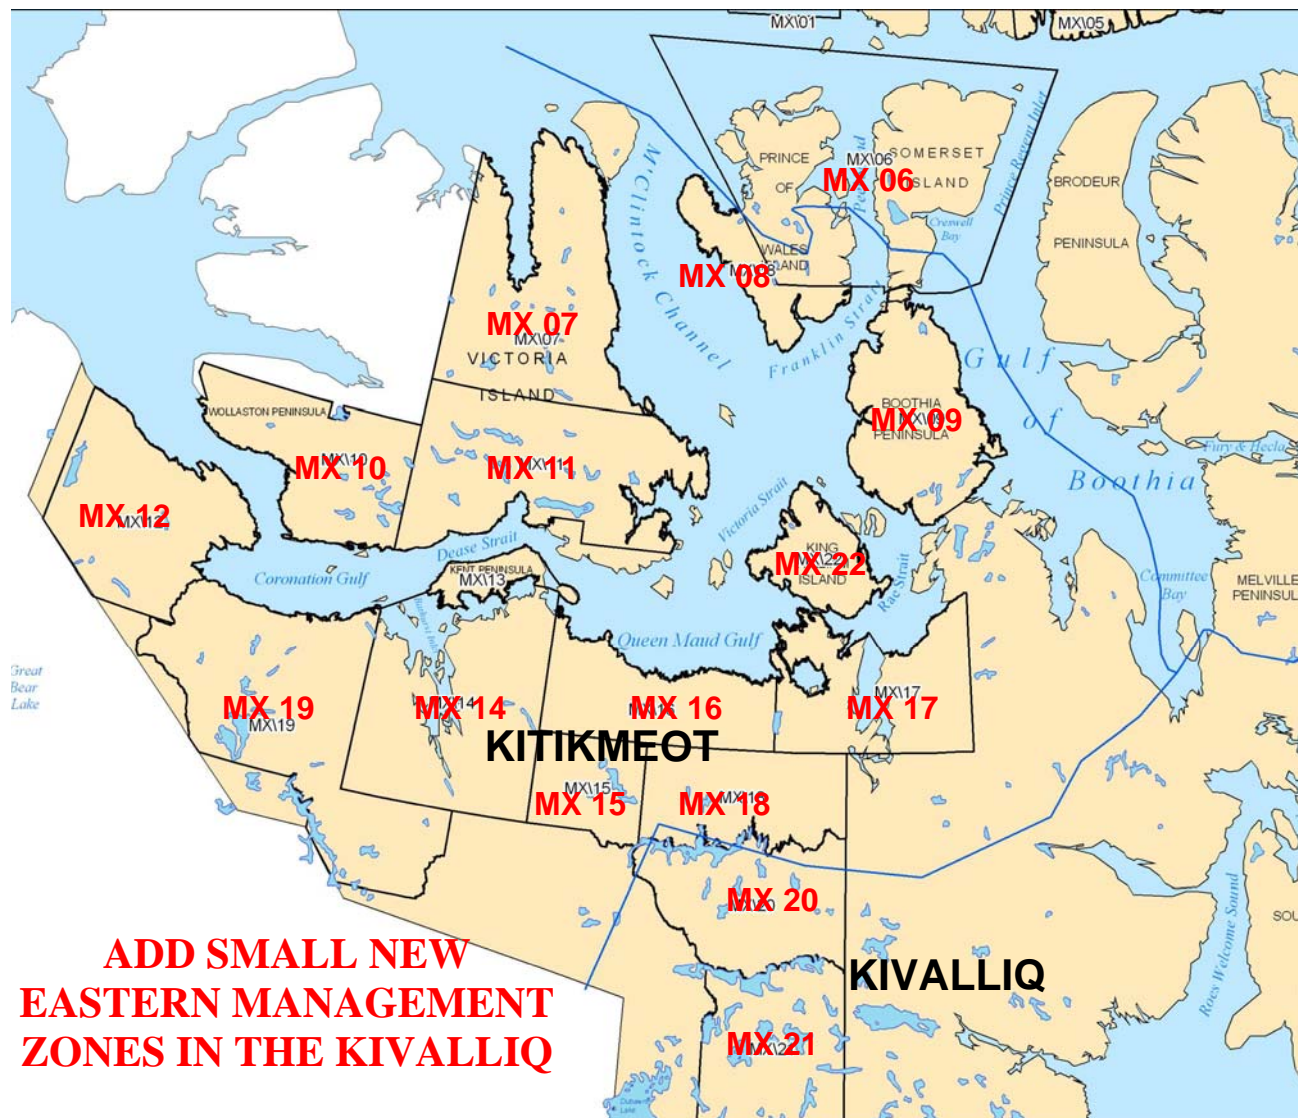 MX\01
MX\05
Prince Regent Inlet
PRINCE
OF
WALES
MX\06
SOMERSET
ISLAND
MX 06
BRODEUR
PENINSULA
Creswell
Bay
M'Clintock Channel
MX 08
Franklin Strait
MX 07
MX\07
VICTORIA
ISLAND
Gulf
of
Boothia
BOOTHIA
MX 09
PENINSULA
WOLLASTON PENINSULA
MX 10
MX 11
MX 12
Fury & Hecla
Victoria Strait
Dease Strait
KENT PENINSULA
MX\13
Coronation Gulf
KING
MX 22
ISLAND
Rae Strait
Committee
Bay
MELVILLE
PENINSUL
Queen Maud Gulf
Great
Bear
Lake
MX 19
MX\19
MX 14
MX 16
MX\17
MX 17
KITIKMEOT
MX\15
MX 15
MX 18
MX 20
Roes Welcome Sound
SOU
KIVALLIQ
ADD SMALL NEW
EASTERN MANAGEMENT
ZONES IN THE KIVALLIQ
MX 21
Lake